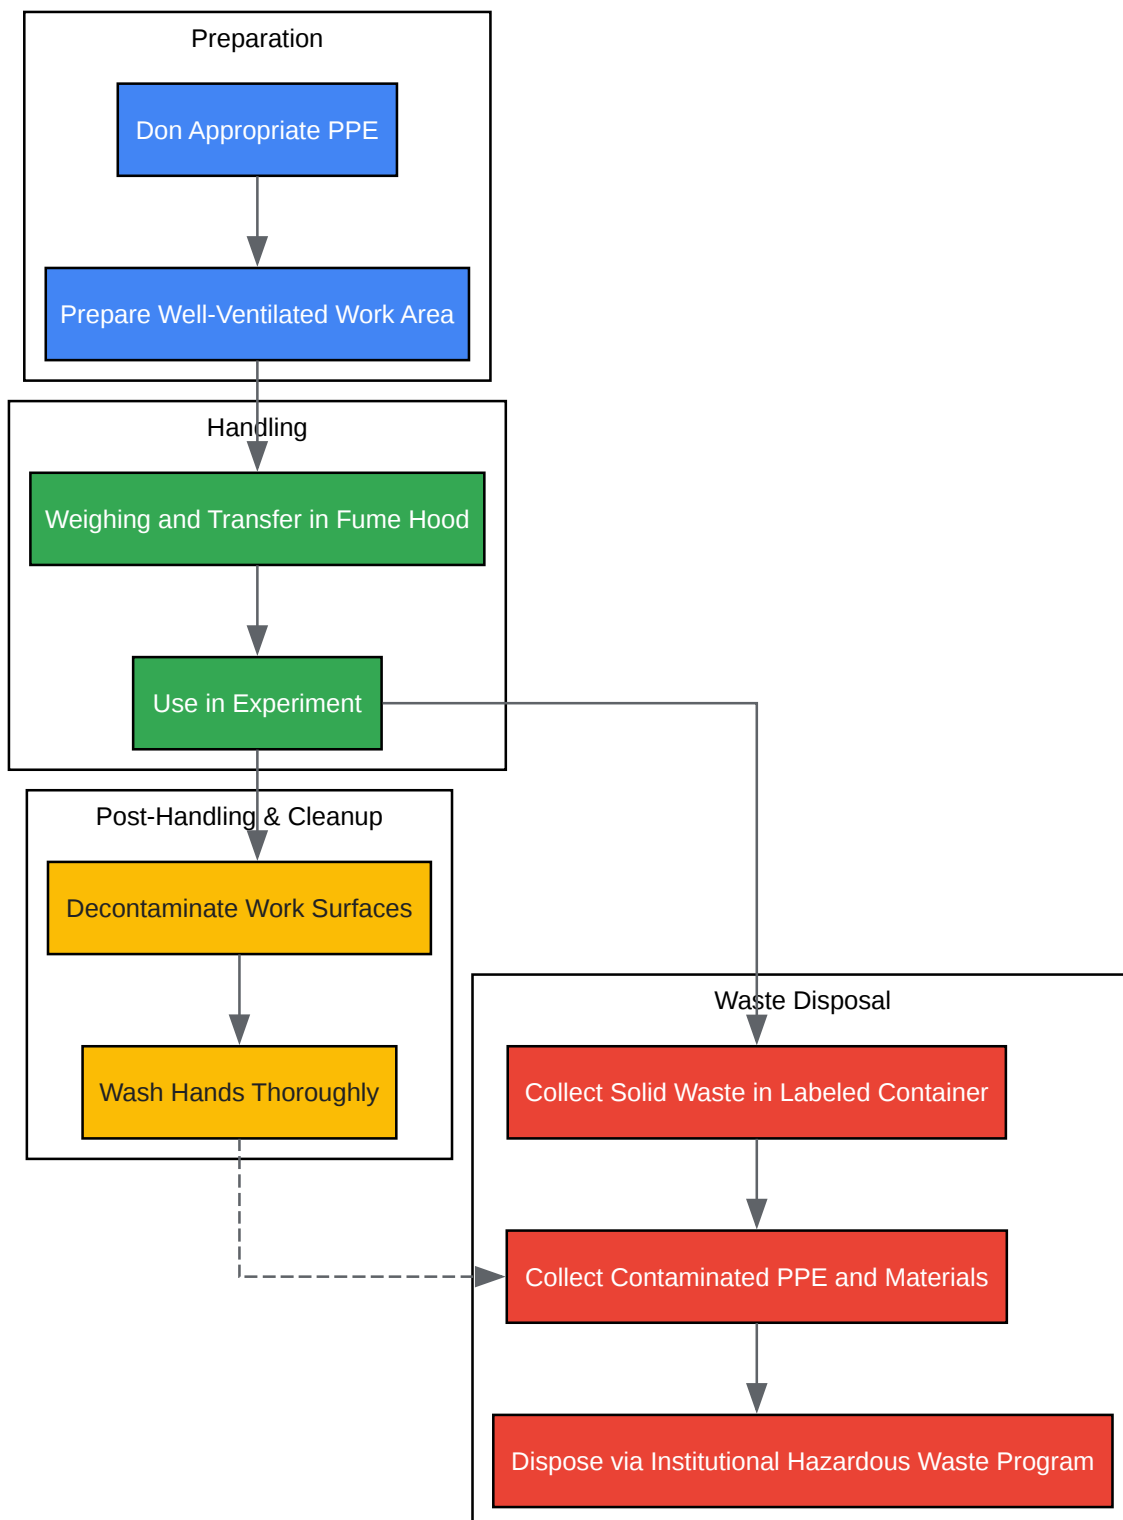 Preparation
Don Appropriate PPE
Prepare Well-Ventilated Work Area
Handling
Weighing and Transfer in Fume Hood
Use in Experiment
Post-Handling & Cleanup
Decontaminate Work Surfaces
Wash Hands Thoroughly
Waste Disposal
Collect Solid Waste in Labeled Container
Collect Contaminated PPE and Materials
Dispose via Institutional Hazardous Waste Program